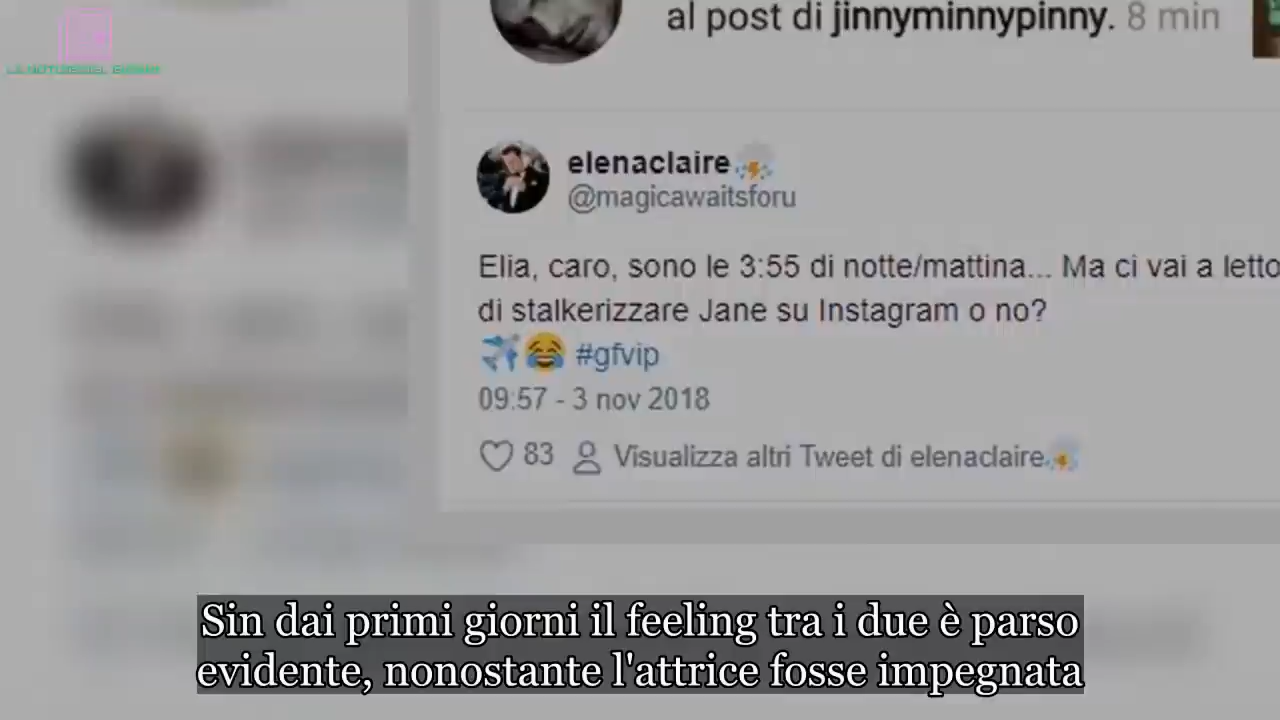 al post di jinnyminnypinny. 8 min
elenaclaire
@magicawaitsforu
Elia, caro, sono le 3:55 di notte/mattina... Ma ci vai a letto
di stalkerizzare Jane su Instagram o no?
✈️😂 #gfvip
09:57 - 3 nov 2018
83 Visualizza altri Tweet di elenaclaire
Sin dai primi giorni il feeling tra i due è parso
evidente, nonostante l'attrice fosse impegnata